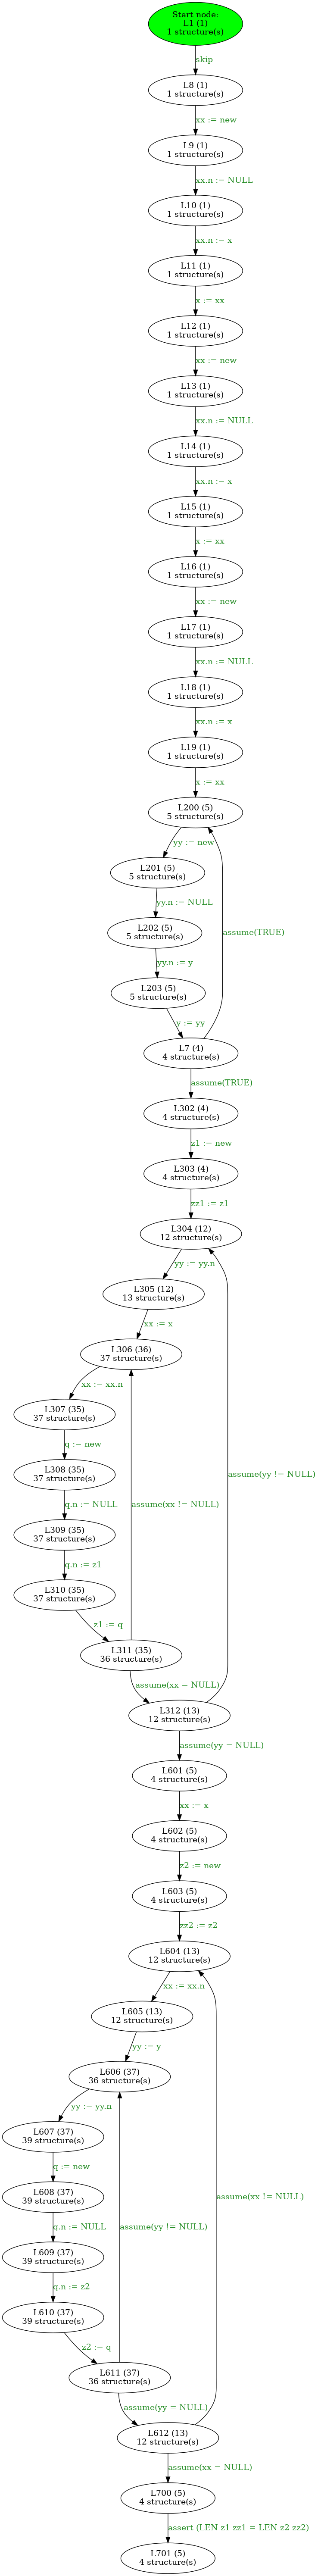 Start node:
L1 (1)
1 structure(s)
skip
L8 (1)
1 structure(s)
xx := new
L9 (1)
1 structure(s)
xx.n := NULL
L10 (1)
1 structure(s)
xx.n := x
L11 (1)
1 structure(s)
x := xx
L12 (1)
1 structure(s)
xx := new
L13 (1)
1 structure(s)
xx.n := NULL
L14 (1)
1 structure(s)
xx.n := x
L15 (1)
1 structure(s)
x := xx
L16 (1)
1 structure(s)
xx := new
L17 (1)
1 structure(s)
xx.n := NULL
L18 (1)
1 structure(s)
xx.n := x
L19 (1)
1 structure(s)
x := xx
L200 (5)
5 structure(s)
yy := new
L201 (5)
5 structure(s)
yy.n := NULL
L202 (5)
5 structure(s)
assume(TRUE)
yy.n := y
L203 (5)
5 structure(s)
y := yy
L7 (4)
4 structure(s)
assume(TRUE)
L302 (4)
4 structure(s)
z1 := new
L303 (4)
4 structure(s)
zz1 := z1
L304 (12)
12 structure(s)
yy := yy.n
L305 (12)
13 structure(s)
xx := x
L306 (36)
37 structure(s)
xx := xx.n
L307 (35)
37 structure(s)
q := new
L308 (35)
37 structure(s)
assume(yy != NULL)
q.n := NULL
assume(xx != NULL)
L309 (35)
37 structure(s)
q.n := z1
L310 (35)
37 structure(s)
z1 := q
L311 (35)
36 structure(s)
assume(xx = NULL)
L312 (13)
12 structure(s)
assume(yy = NULL)
L601 (5)
4 structure(s)
xx := x
L602 (5)
4 structure(s)
z2 := new
L603 (5)
4 structure(s)
zz2 := z2
L604 (13)
12 structure(s)
xx := xx.n
L605 (13)
12 structure(s)
yy := y
L606 (37)
36 structure(s)
yy := yy.n
L607 (37)
39 structure(s)
q := new
L608 (37)
39 structure(s)
assume(xx != NULL)
q.n := NULL
assume(yy != NULL)
L609 (37)
39 structure(s)
q.n := z2
L610 (37)
39 structure(s)
z2 := q
L611 (37)
36 structure(s)
assume(yy = NULL)
L612 (13)
12 structure(s)
assume(xx = NULL)
L700 (5)
4 structure(s)
assert (LEN z1 zz1 = LEN z2 zz2)
L701 (5)
4 structure(s)